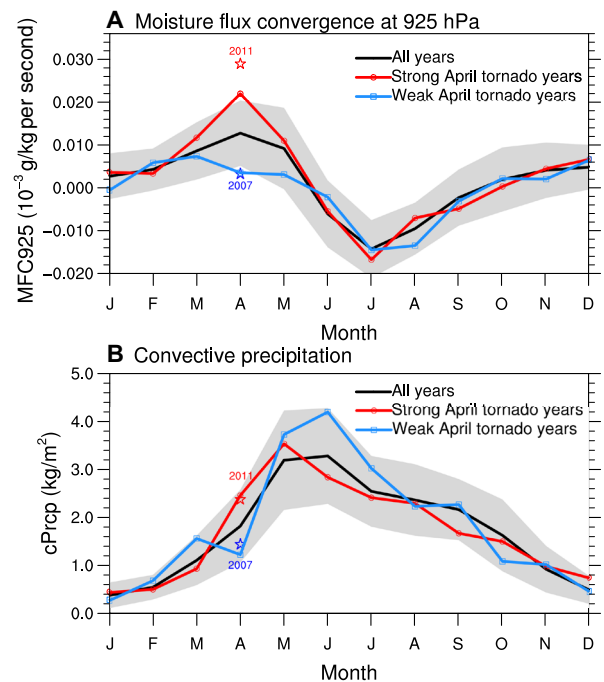 A Moisture flux convergence at 925 hPa
MFC925 (10⁻³ g/kg per second)
0.030
0.020
0.010
0.000
-0.010
-0.020
2011
2007
All years
Strong April tornado years
Weak April tornado years
J F M A M J J A S O N D
Month
B Convective precipitation
cPrcp (kg/m²)
5.0
4.0
3.0
2.0
1.0
0.0
2011
2007
All years
Strong April tornado years
Weak April tornado years
J F M A M J J A S O N D
Month